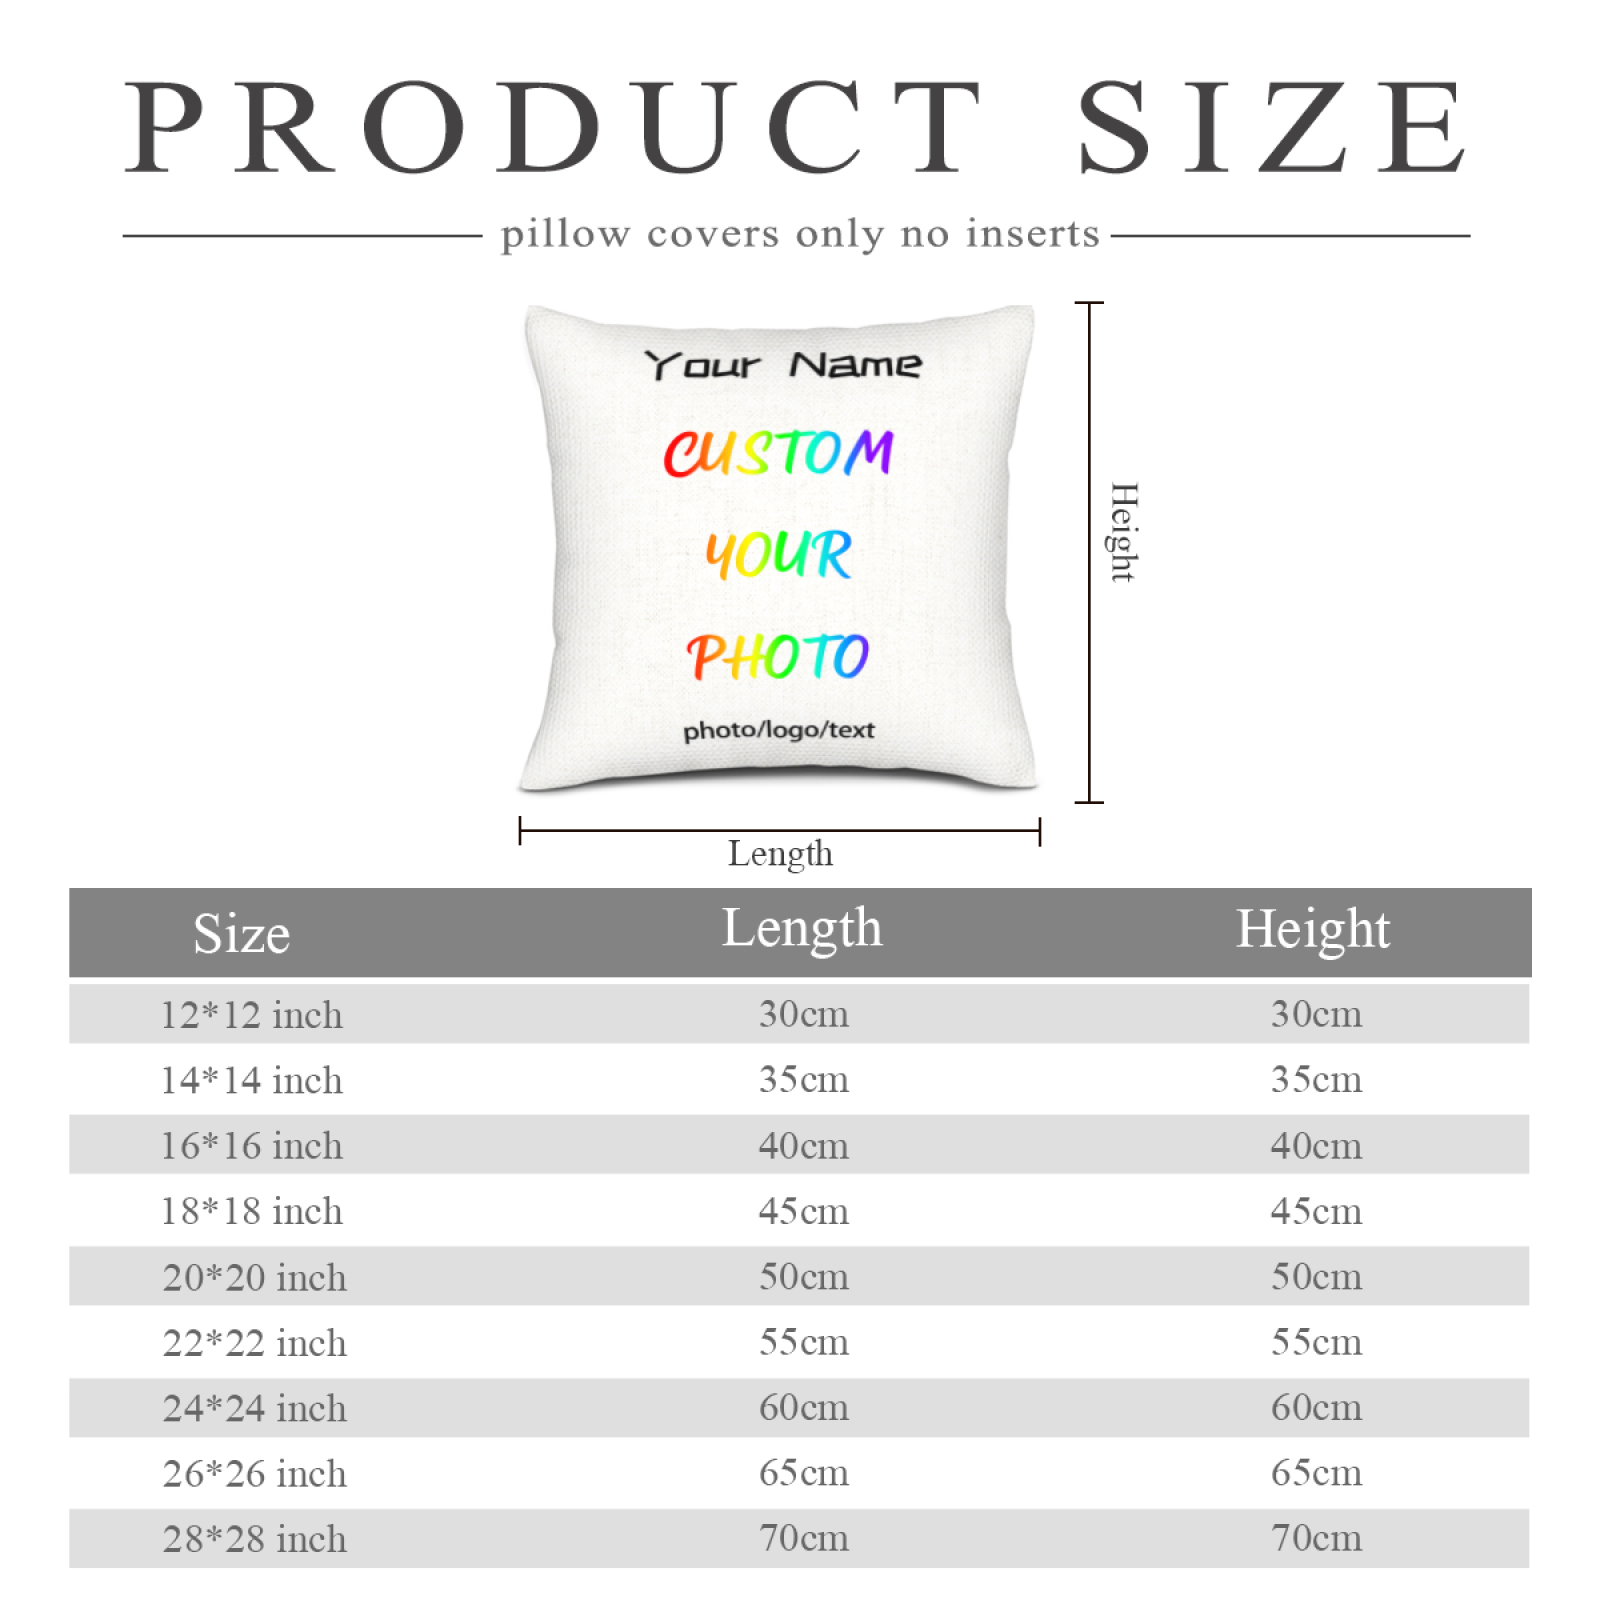 PRODUCT SIZE
pillow covers only no inserts
Your Name
CUSTOM
YOUR
PHOTO
photo/logo/text
Height
Length
Size Length Height
12*12 inch 30cm 30cm
14*14 inch 35cm 35cm
16*16 inch 40cm 40cm
18*18 inch 45cm 45cm
20*20 inch 50cm 50cm
22*22 inch 55cm 55cm
24*24 inch 60cm 60cm
26*26 inch 65cm 65cm
28*28 inch 70cm 70cm